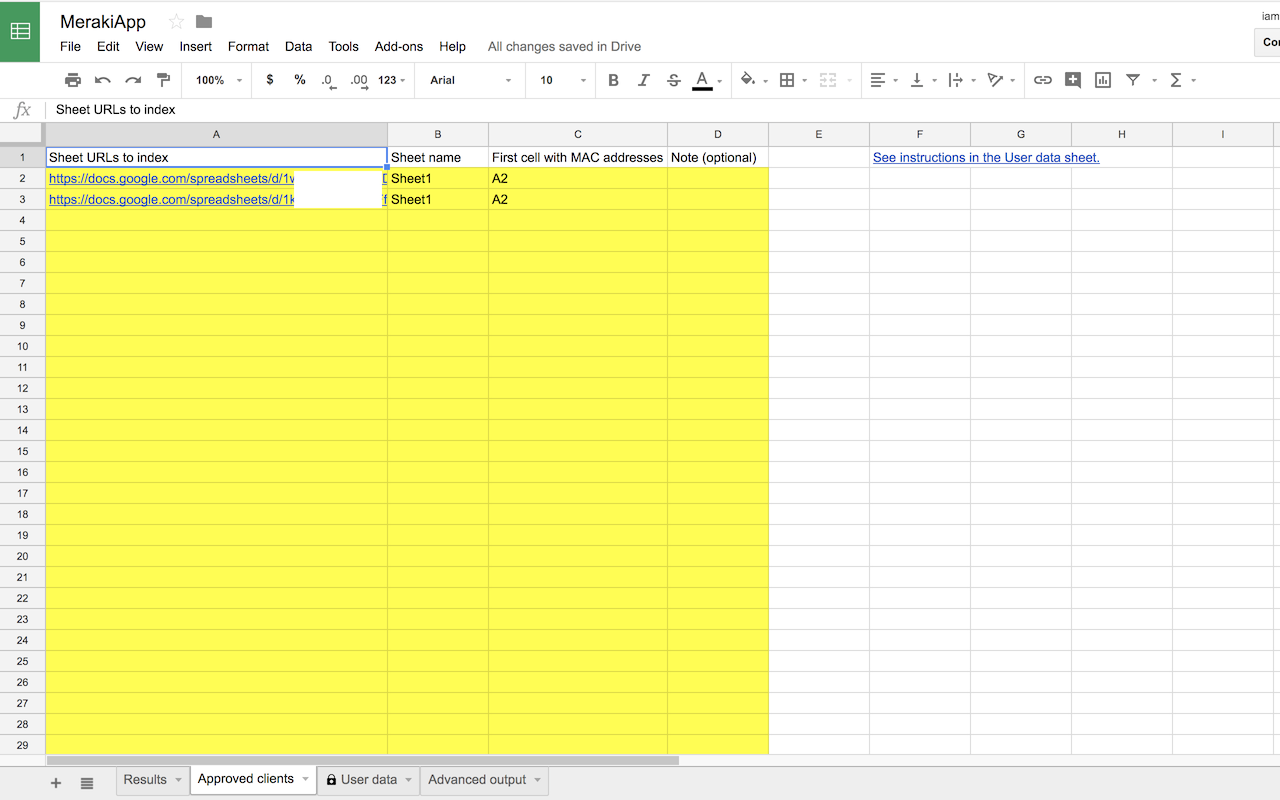 MerakiApp
iam
File Edit View Insert Format Data Tools Add-ons Help All changes saved in Drive
100% $ % .0 .00 123 Arial 10 B I S A Σ
fx Sheet URLs to index
A B C D E F G H I
1 Sheet URLs to index Sheet name First cell with MAC addresses Note (optional) See instructions in the User data sheet.
2 https://docs.google.com/spreadsheets/d/1v Sheet1 A2
3 https://docs.google.com/spreadsheets/d/1k f Sheet1 A2
4
5
6
7
8
9
10
11
12
13
14
15
16
17
18
19
20
21
22
23
24
25
26
27
28
29
+ Results Approved clients User data Advanced output